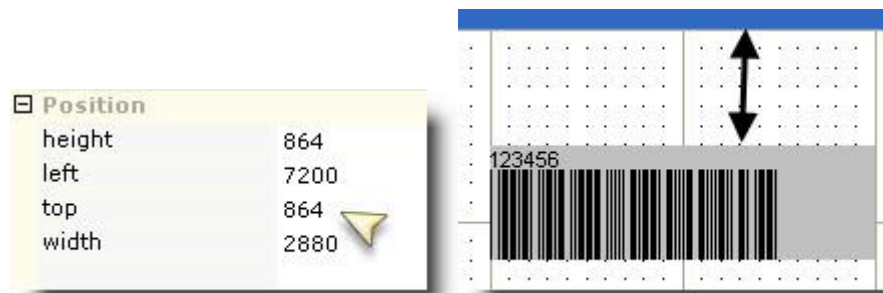 Position
height 864
left 7200
top 864
width 2880
123456